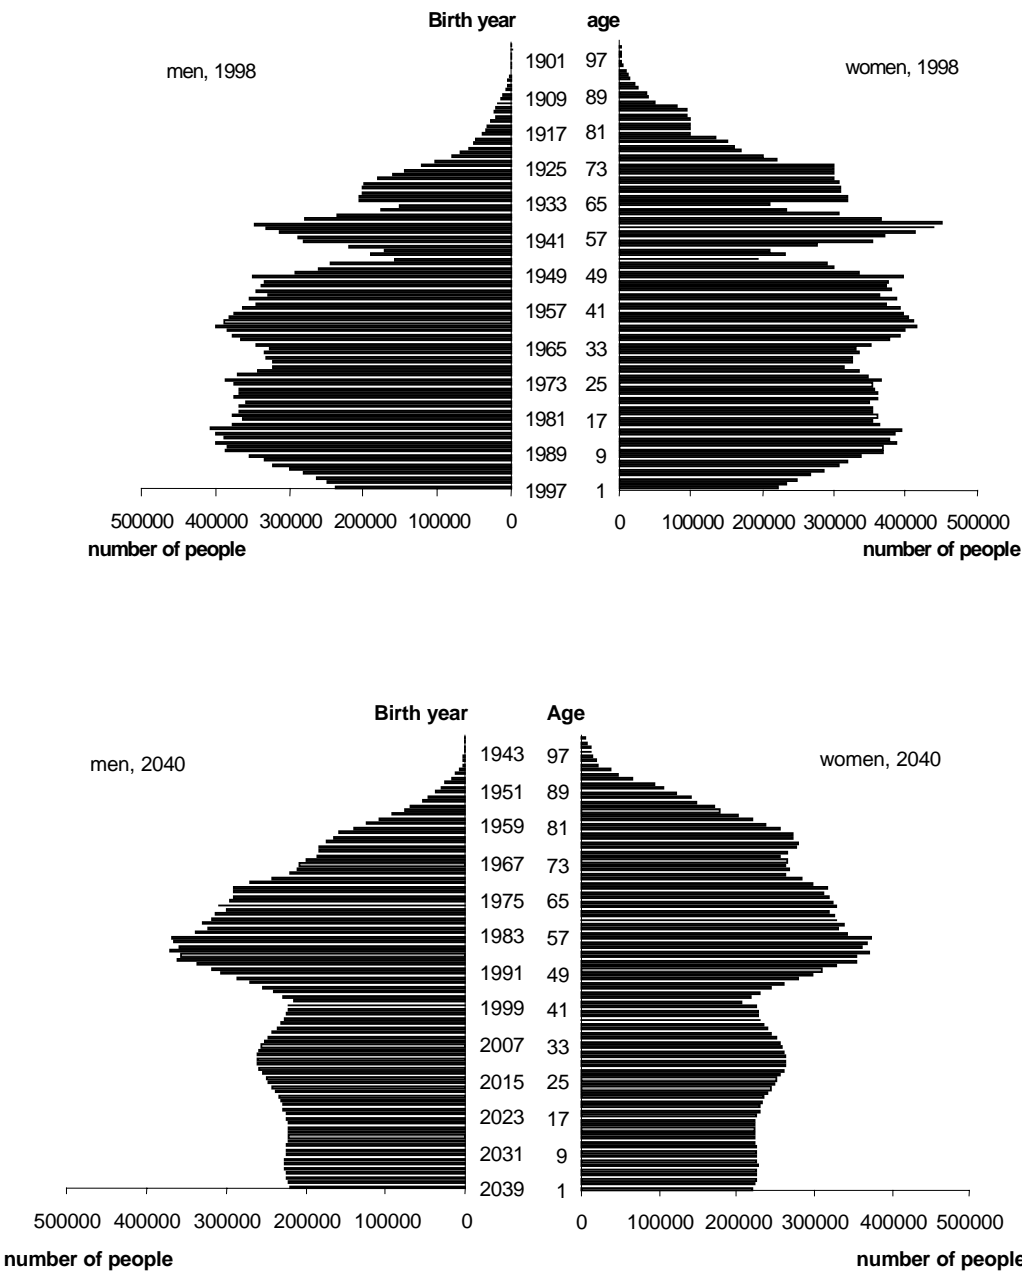 Birth year age
men, 1998
women, 1998
1901 97
1909 89
1917 81
1925 73
1933 65
1941 57
1949 49
1957 41
1965 33
1973 25
1981 17
1989 9
1997 1
500000 400000 300000 200000 100000 0 0 100000 200000 300000 400000 500000
number of people number of people
Birth year Age
men, 2040 women, 2040
1943 97
1951 89
1959 81
1967 73
1975 65
1983 57
1991 49
1999 41
2007 33
2015 25
2023 17
2031 9
2039 1
500000 400000 300000 200000 100000 0 0 100000 200000 300000 400000 500000
number of people number of people